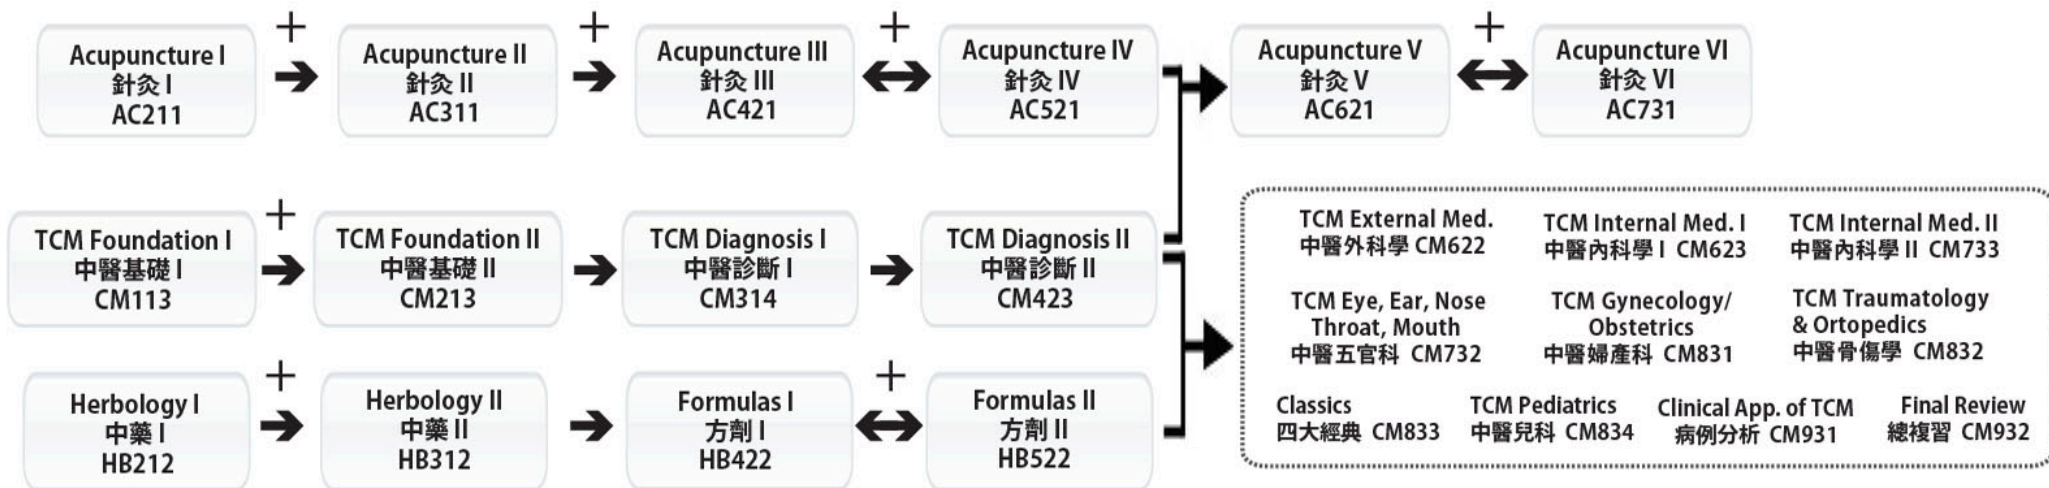 +
+
+
+
Acupuncture I
針灸 I
AC211
Acupuncture II
針灸 II
AC311
Acupuncture III
針灸 III
AC421
Acupuncture IV
針灸 IV
AC521
Acupuncture V
針灸 V
AC621
Acupuncture VI
針灸 VI
AC731
+
TCM Foundation I
中醫基礎 I
CM113
TCM Foundation II
中醫基礎 II
CM213
TCM Diagnosis I
中醫診斷 I
CM314
TCM Diagnosis II
中醫診斷 II
CM423
+
+
Herbology I
中藥 I
HB212
Herbology II
中藥 II
HB312
Formulas I
方劑 I
HB422
Formulas II
方劑 II
HB522
TCM External Med.
中醫外科學 CM622
TCM Internal Med. I
中醫內科學 I CM623
TCM Internal Med. II
中醫內科學 II CM733
TCM Eye, Ear, Nose
Throat, Mouth
中醫五官科 CM732
TCM Gynecology/
Obstetrics
中醫婦產科 CM831
TCM Traumatology
& Ortopedics
中醫骨傷學 CM832
Classics
四大經典 CM833
TCM Pediatrics
中醫兒科 CM834
Clinical App. of TCM
病例分析 CM931
Final Review
總複習 CM932